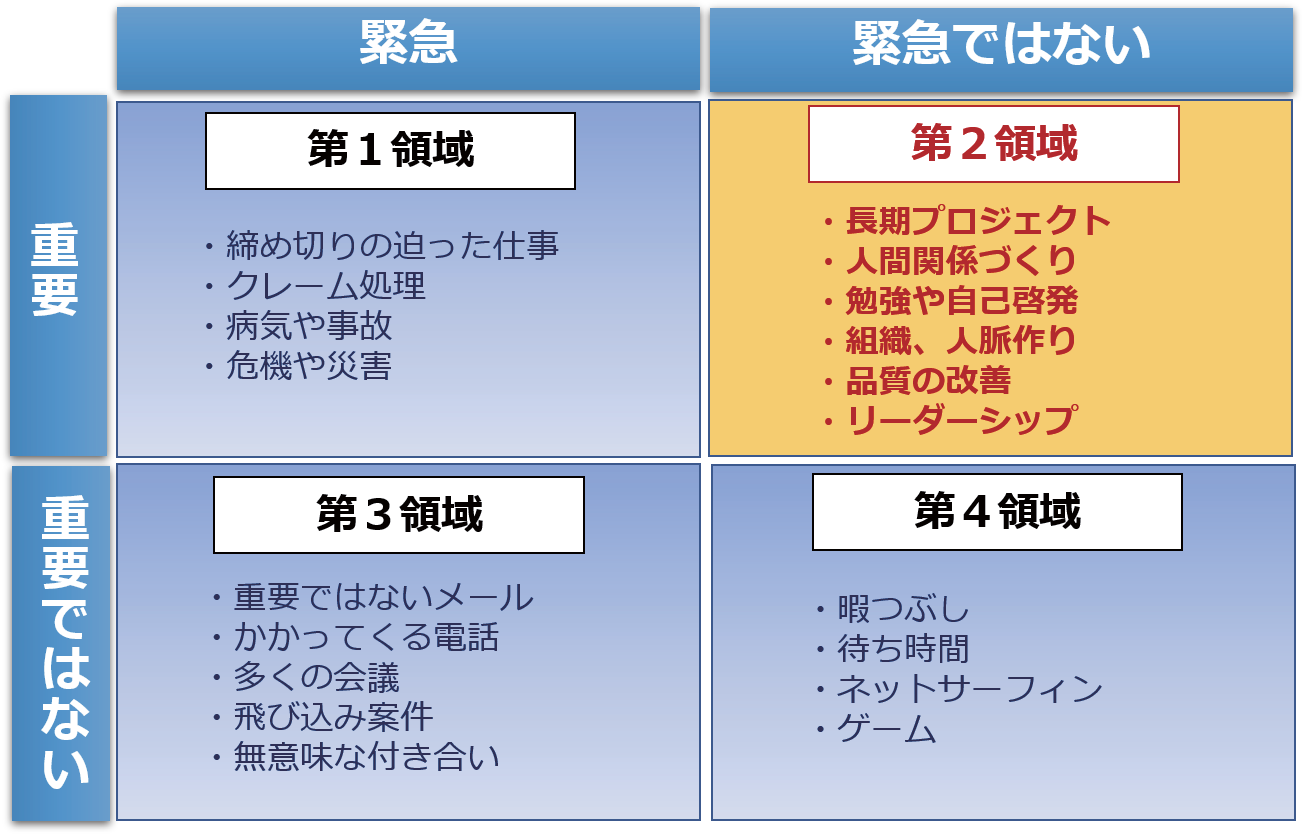 緊急
緊急ではない
重要
第１領域
・締め切りの迫った仕事
・クレーム処理
・病気や事故
・危機や災害
第２領域
・長期プロジェクト
・人間関係づくり
・勉強や自己啓発
・組織、人脈作り
・品質の改善
・リーダーシップ
重要ではない
第３領域
・重要ではないメール
・かかってくる電話
・多くの会議
・飛び込み案件
・無意味な付き合い
第４領域
・暇つぶし
・待ち時間
・ネットサーフィン
・ゲーム